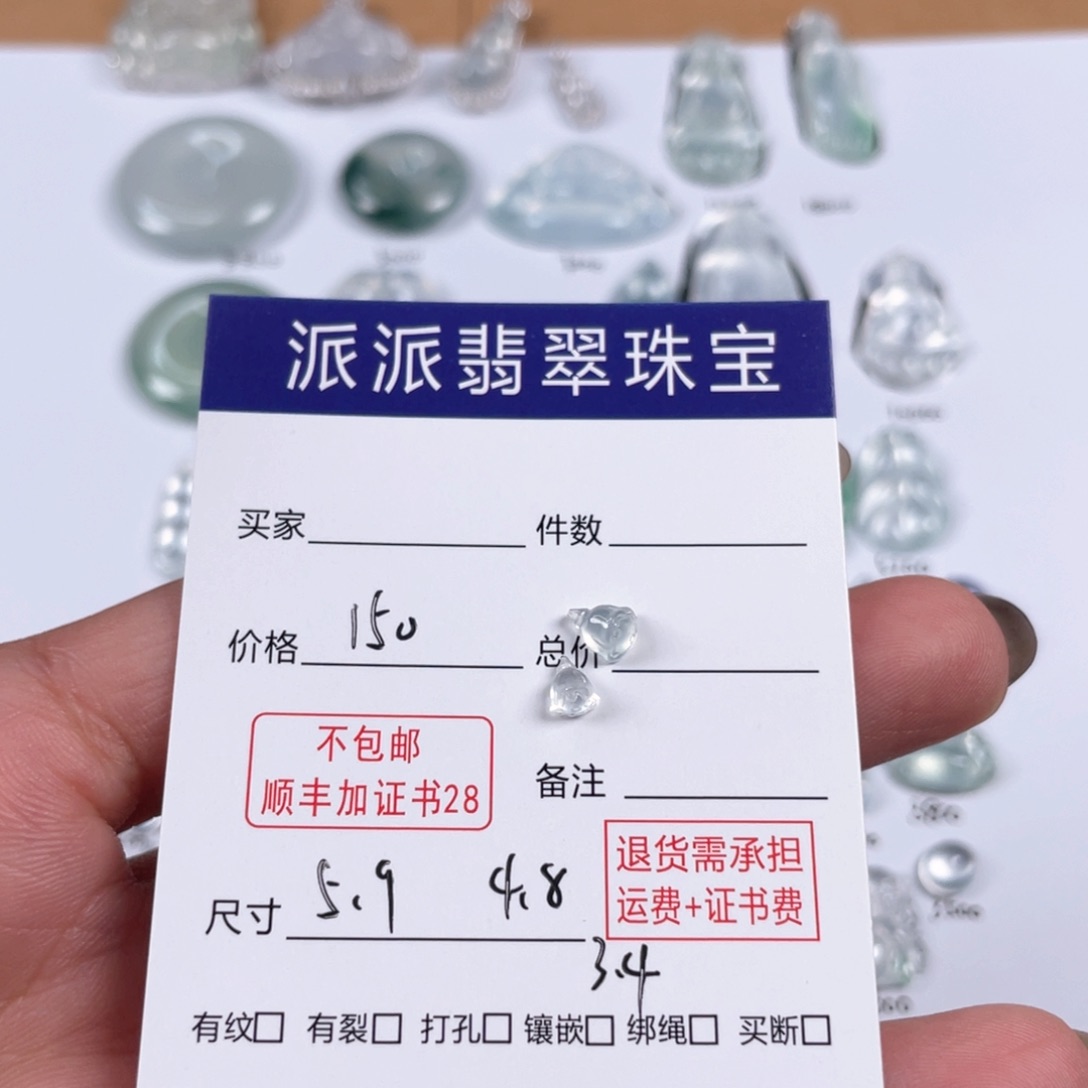 派派翡翠珠宝
买家 件数
价格 150 总价
不包邮
顺丰加证书28
备注
退货需承担
运费+证书费
尺寸 5.9 4.8
3.4
有纹□ 有裂□ 打孔□ 镶嵌□ 绑绳□ 买断□